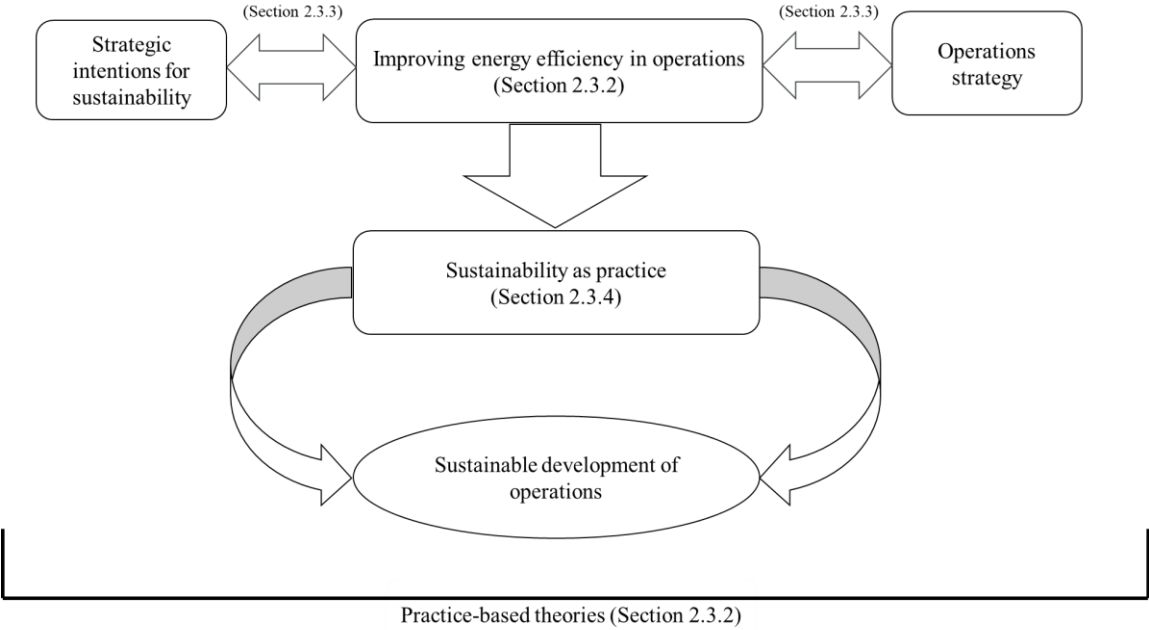 (Section 2.3.3)
(Section 2.3.3)
Strategic
intentions for
sustainability
Improving energy efficiency in operations
(Section 2.3.2)
Operations
strategy
Sustainability as practice
(Section 2.3.4)
Sustainable development of
operations
Practice-based theories (Section 2.3.2)